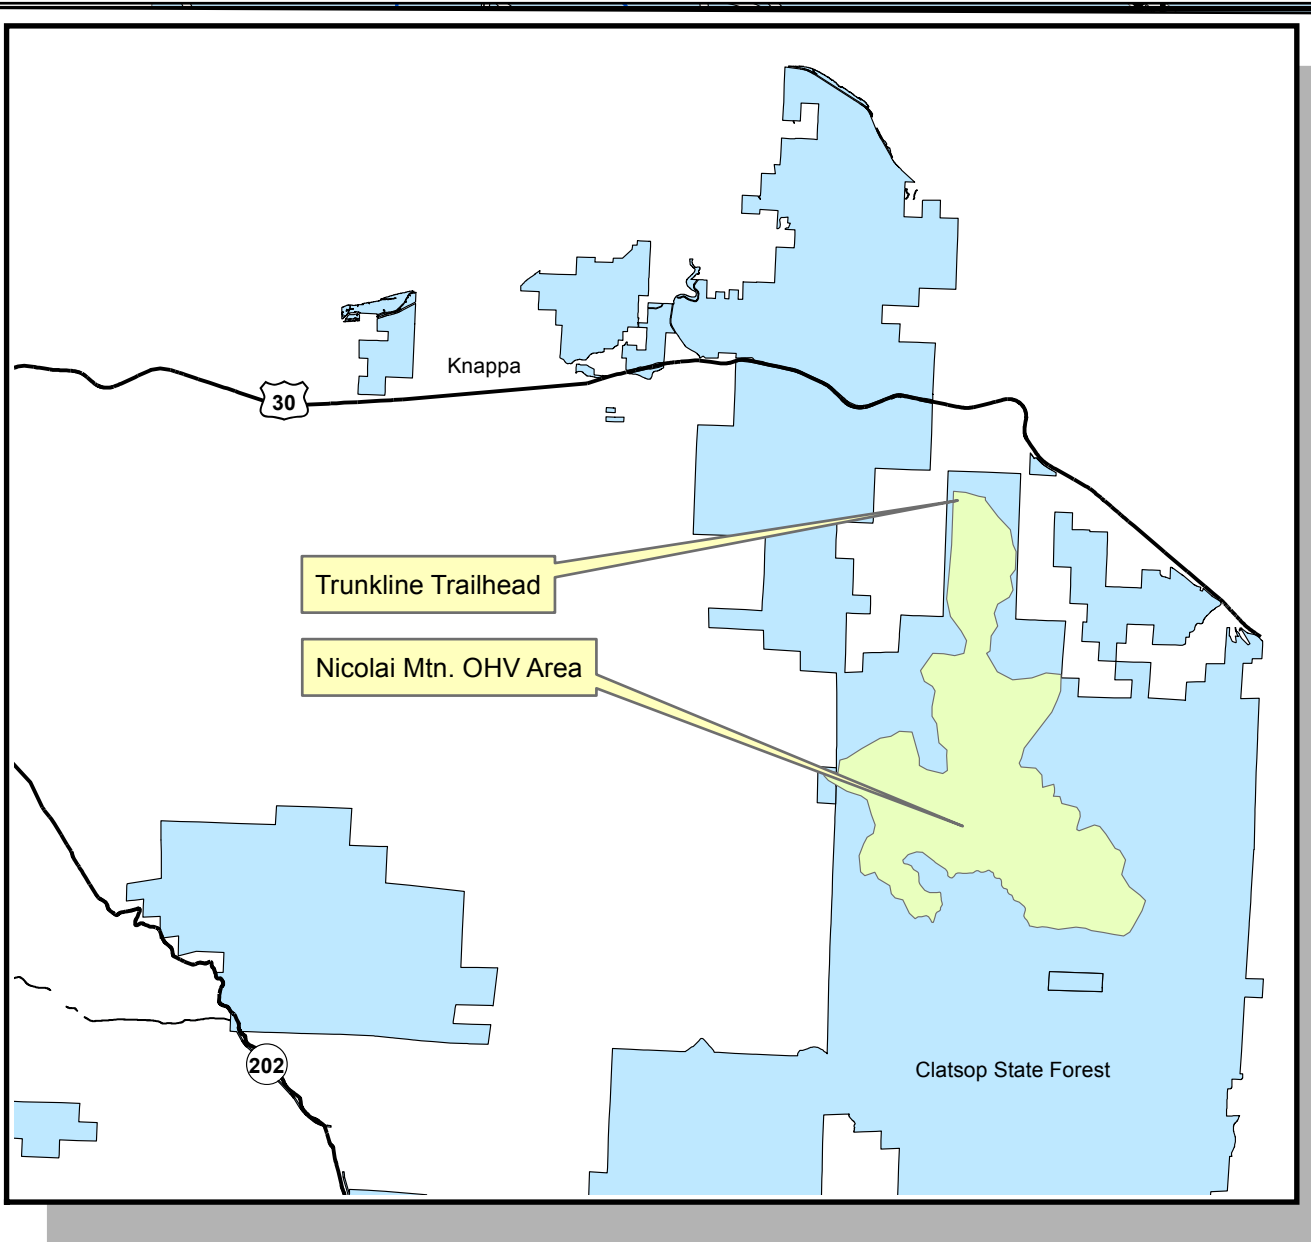 Knappa
30
Trunkline Trailhead
Nicolai Mtn. OHV Area
202
Clatsop State Forest